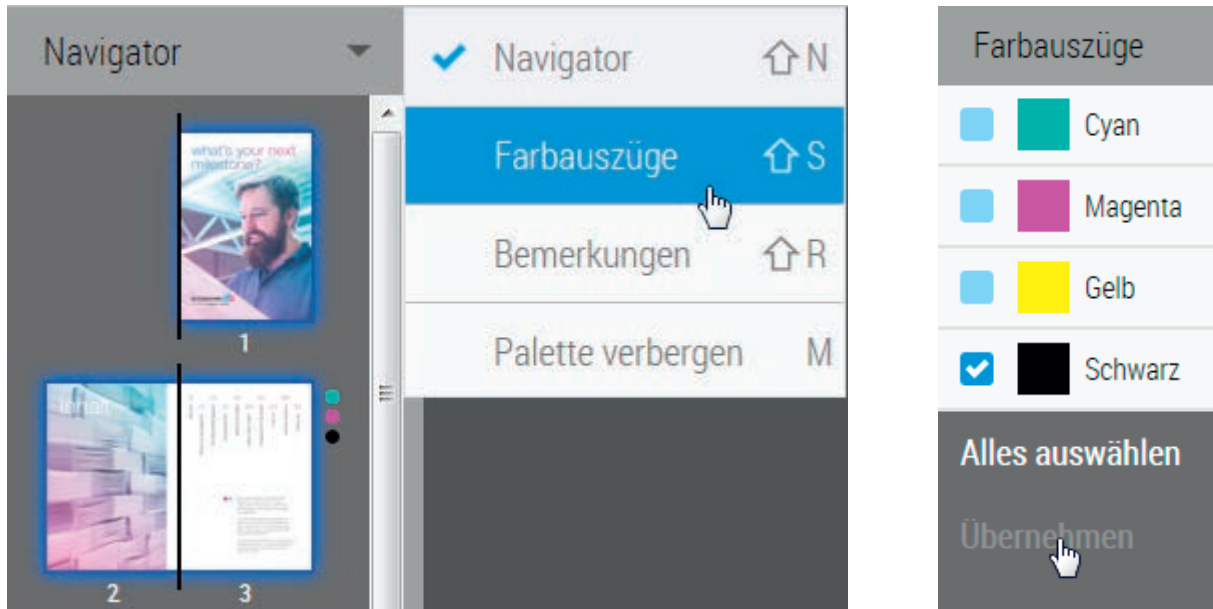 Navigator
Navigator ⇧ N
Farbauszüge ⇧ S
Bemerkungen ⇧ R
Palette verbergen M
what's your next
milestone?
1
inhalt
2 3
Farbauszüge
Cyan
Magenta
Gelb
Schwarz
Alles auswählen
Übernehmen